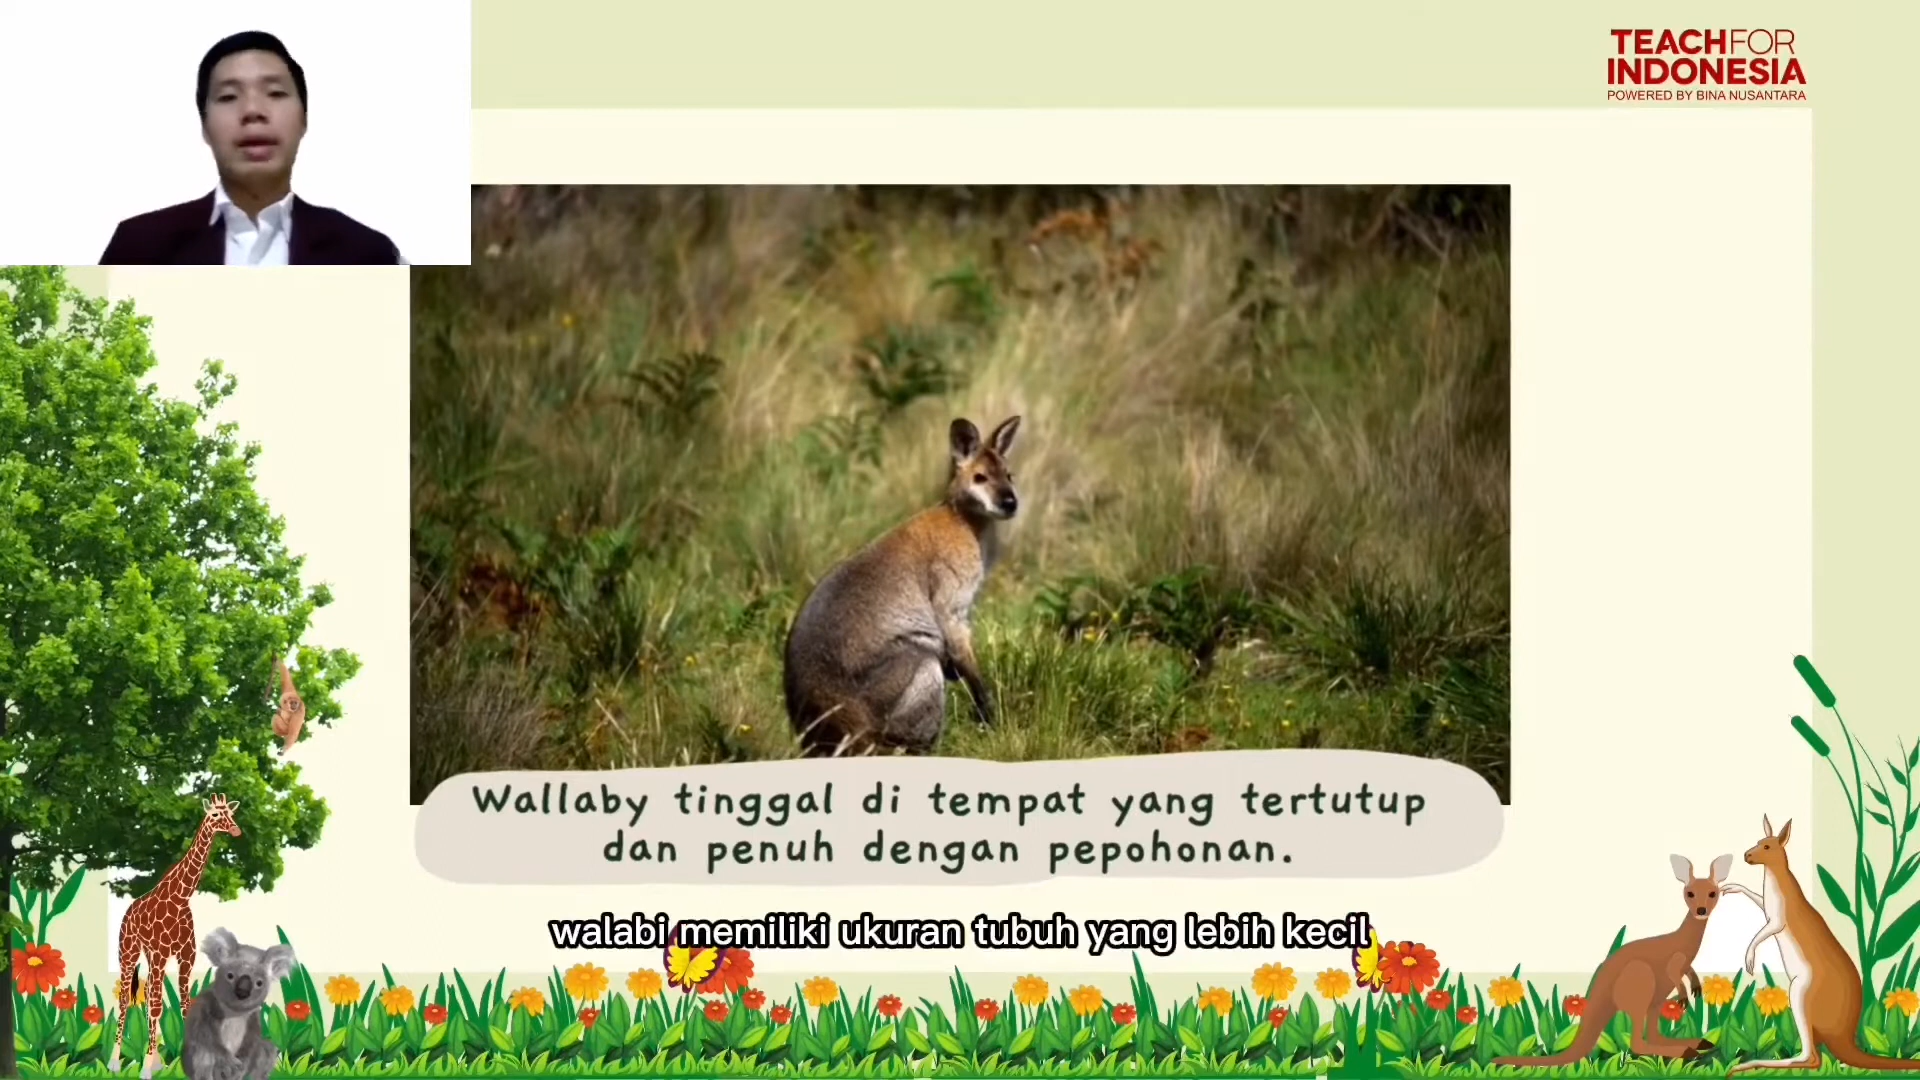 TEACHFOR
INDONESIA
POWERED BY BINA NUSANTARA
Wallaby tinggal di tempat yang tertutup
dan penuh dengan pepohonan.
walabi memiliki ukuran tubuh yang lebih kecil